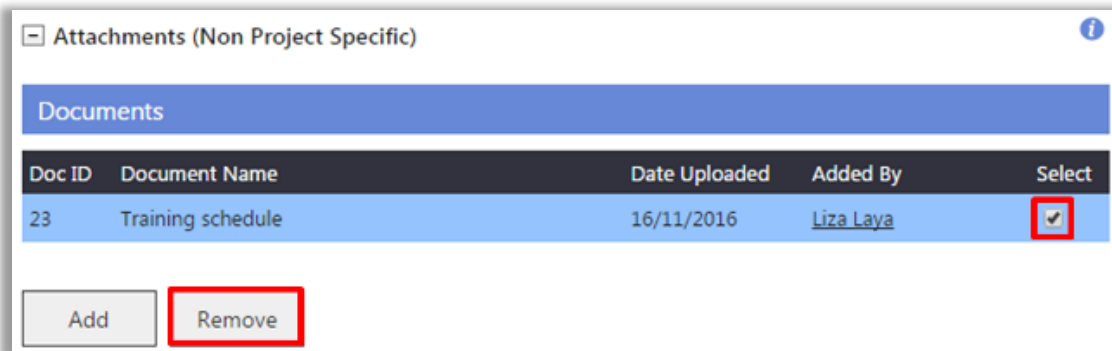 Attachments (Non Project Specific)
Documents
Doc ID Document Name Date Uploaded Added By Select
23 Training schedule 16/11/2016 Liza Laya
Add Remove